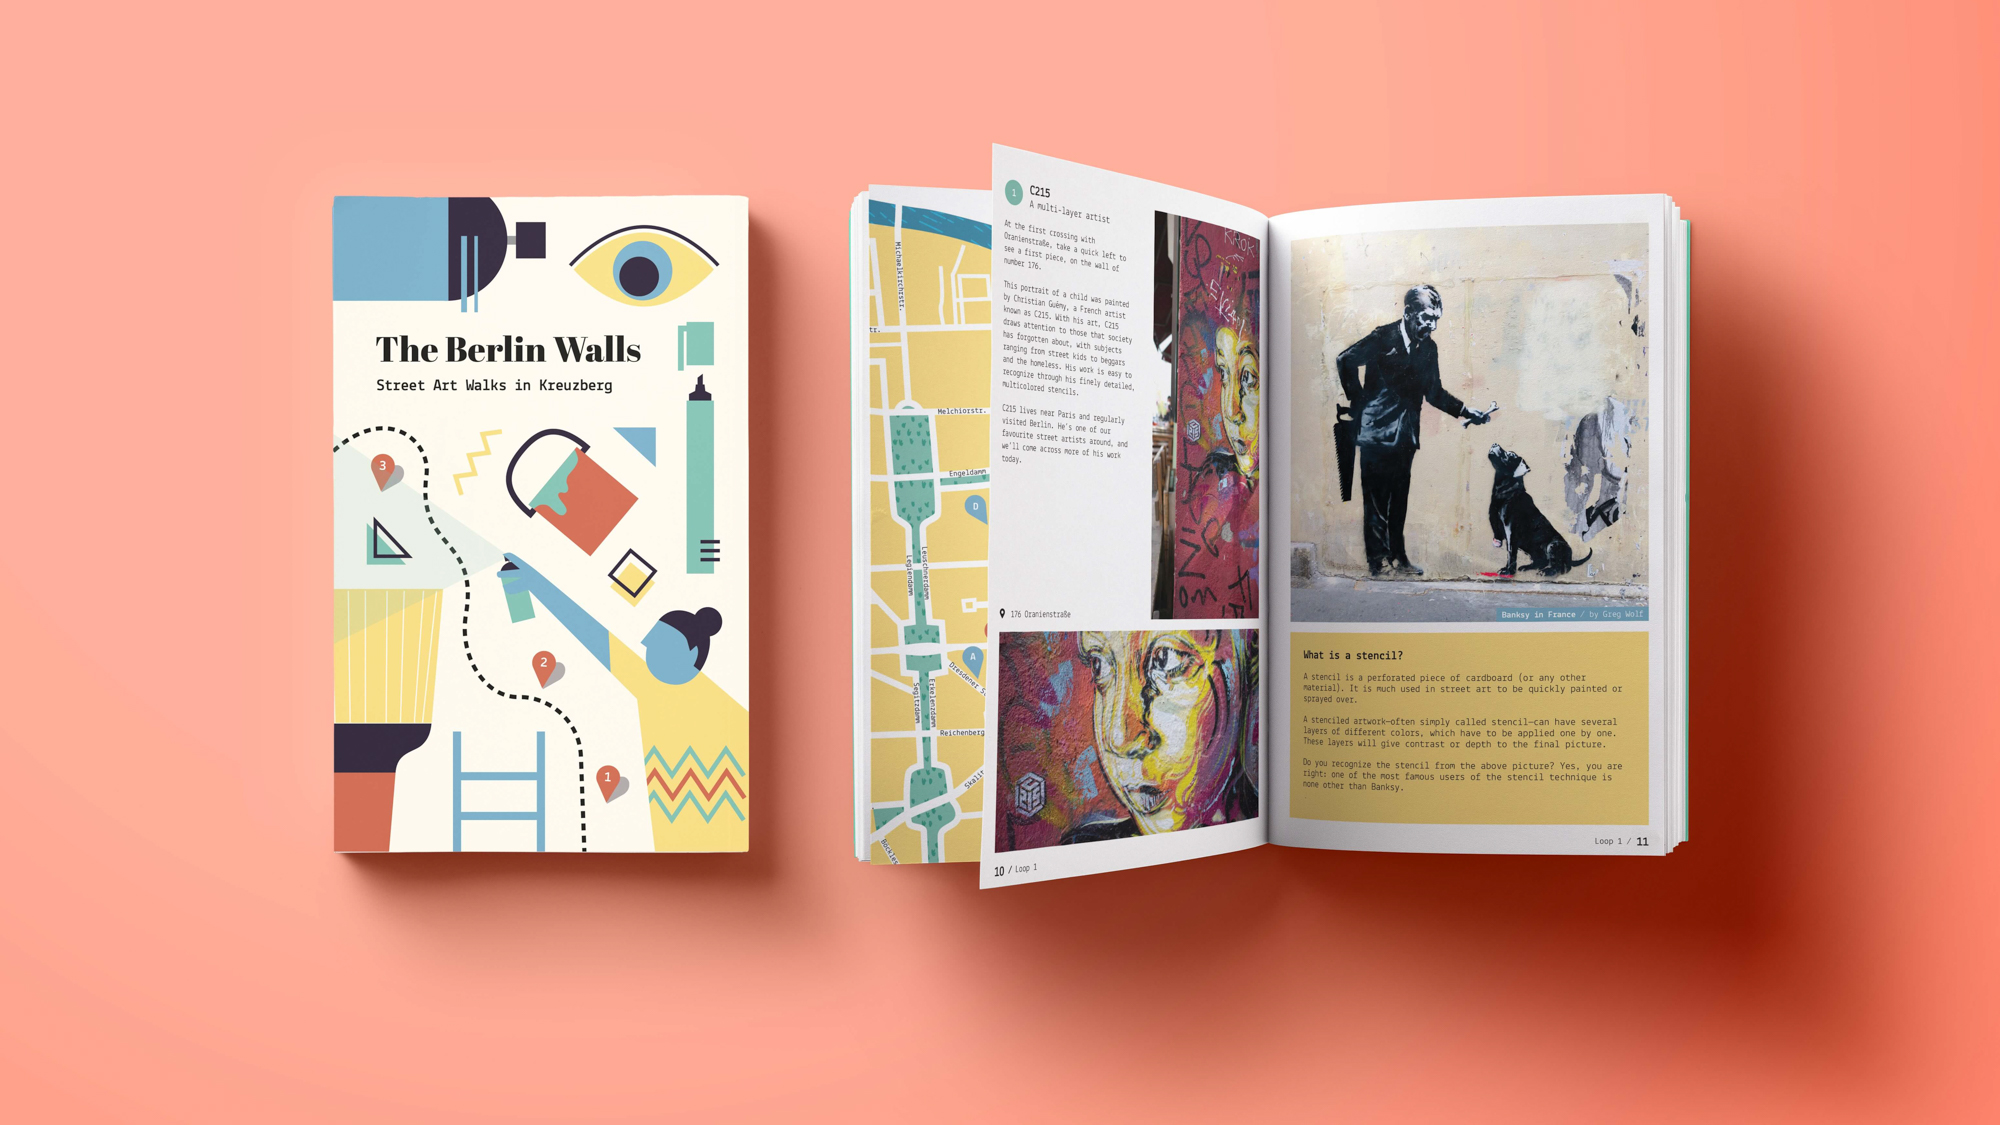 The Berlin Walls
Street Art Walks in Kreuzberg
3
2
1
Michaelkirchstr.
tr.
Melchiorstr.
Engeldamm
D
Legiendamm
Leuschnerdamm
A
Dresdener S
Segitzdamm
Erkelenzdamm
Reichenberg
Skalit
Böckles
1
C215
A multi-layer artist
At the first crossing with
Oranienstraße, take a quick left to
see a first piece, on the wall of
number 176.
This portrait of a child was painted
by Christian Guémy, a French artist
known as C215. With his art, C215
draws attention to those that society
has forgotten about, with subjects
ranging from street kids to beggars
and the homeless. His work is easy to
recognize through his finely detailed,
multicolored stencils.
C215 lives near Paris and regularly
visited Berlin. He's one of our
favourite street artists around, and
we'll come across more of his work
today.
176 Oranienstraße
10 / Loop 1
KROK
Banksy in France / by Greg Wolf
What is a stencil?
A stencil is a perforated piece of cardboard (or any other
material). It is much used in street art to be quickly painted or
sprayed over.
A stenciled artwork—often simply called stencil—can have several
layers of different colors, which have to be applied one by one.
These layers will give contrast or depth to the final picture.
Do you recognize the stencil from the above picture? Yes, you are
right: one of the most famous users of the stencil technique is
none other than Banksy.
Loop 1 / 11